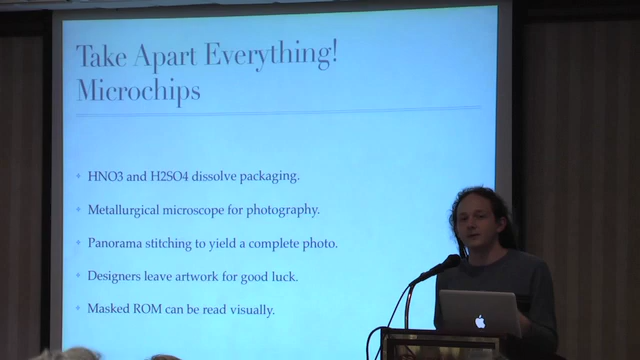 Take Apart Everything!
Microchips
HNO3 and H2SO4 dissolve packaging.
Metallurgical microscope for photography.
Panorama stitching to yield a complete photo.
Designers leave artwork for good luck.
Masked ROM can be read visually.